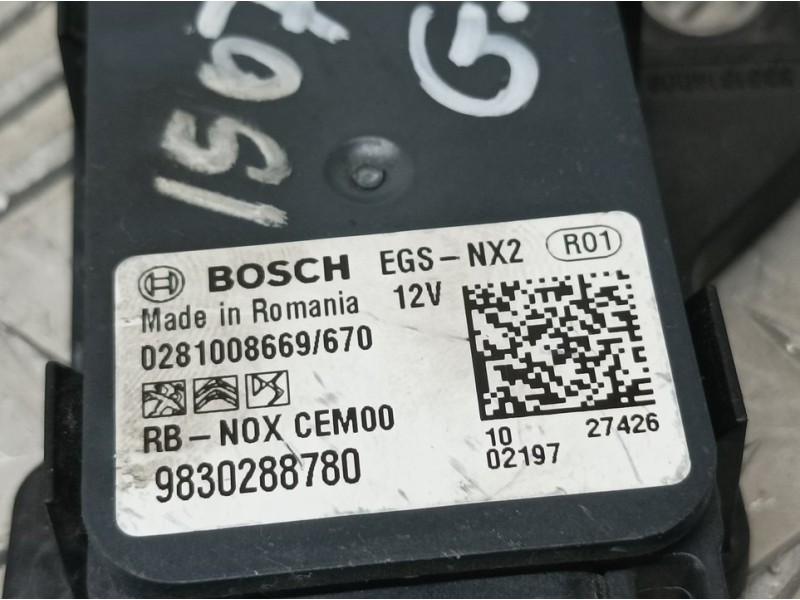 1507
BOSCH EGS-NX2 R01
Made in Romania 12V
0281008669/670
RB-NOX CEM00
9830288780
10 27426
02197